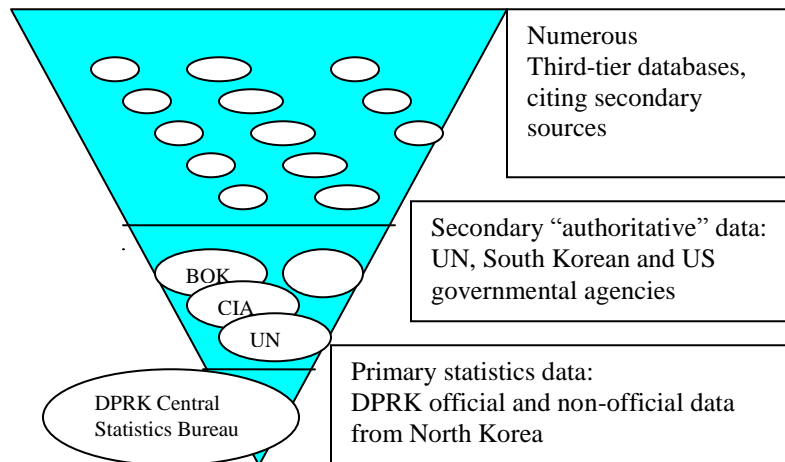 Numerous
Third-tier databases,
citing secondary
sources
Secondary “authoritative” data:
UN, South Korean and US
governmental agencies
BOK
CIA
UN
Primary statistics data:
DPRK official and non-official data
from North Korea
DPRK Central
Statistics Bureau